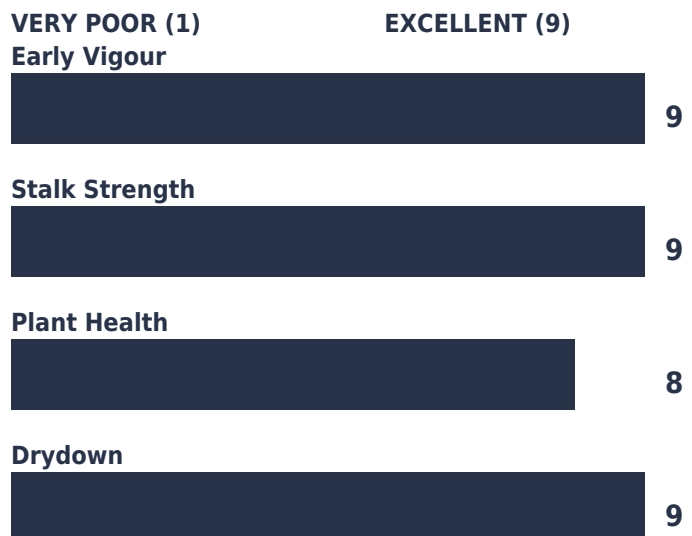 VERY POOR (1) EXCELLENT (9)
Early Vigour
9
Stalk Strength
9
Plant Health
8
Drydown
9